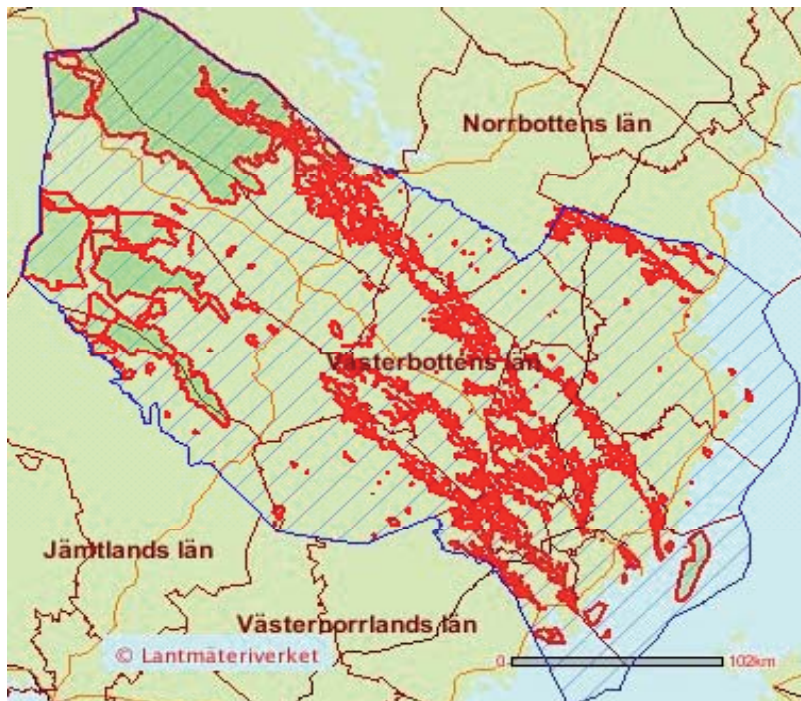 Norrbottens län
Västerbottens län
Jämtlands län
Västernorrlands län
© Lantmäteriverket
0 102km